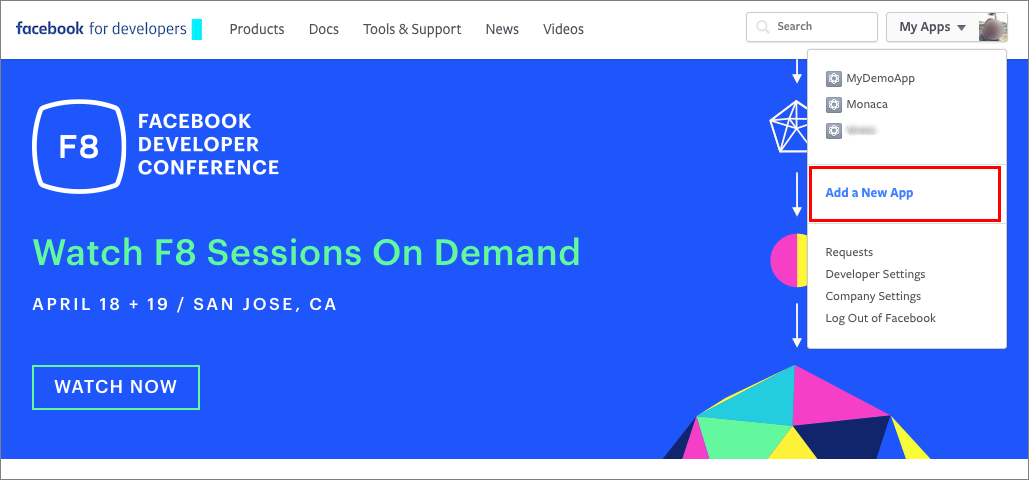 facebook for developers
Products
Docs
Tools & Support
News
Videos
Search
My Apps
MyDemoApp
Monaca
Add a New App
Requests
Developer Settings
Company Settings
Log Out of Facebook
F8
FACEBOOK
DEVELOPER
CONFERENCE
Watch F8 Sessions On Demand
APRIL 18 + 19 / SAN JOSE, CA
WATCH NOW